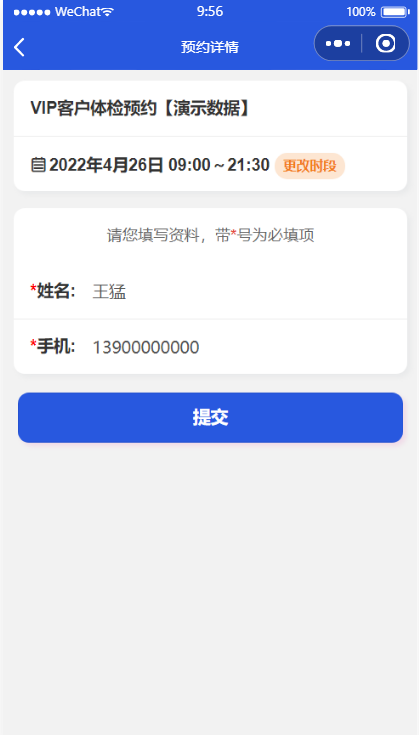 WeChat 9:56 100%
预约详情
VIP客户体检预约【演示数据】
2022年4月26日 09:00～21:30 更改时段
请您填写资料，带*号为必填项
*姓名: 王猛
*手机: 13900000000
提交